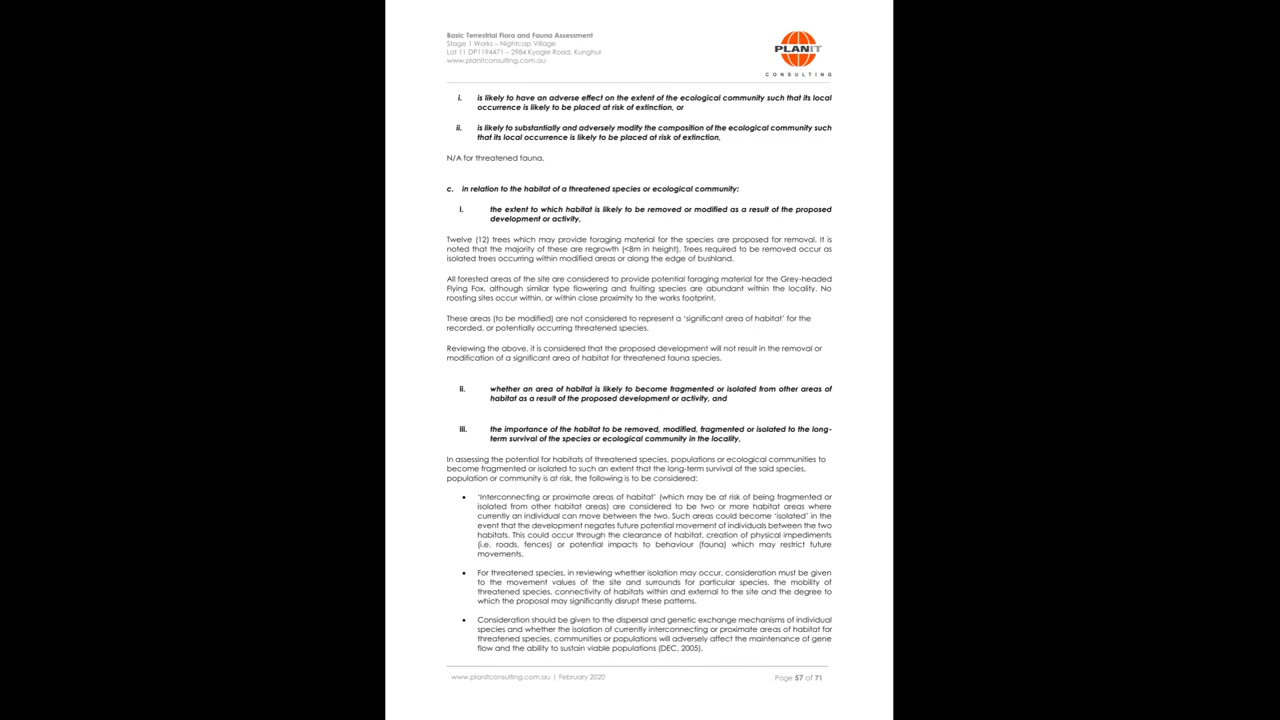 Basic Terrestrial Flora and Fauna Assessment
Stage 1 Works – Nightcap Village
Lot 11 DP1194471 – 2984 Kyogle Road, Kunghur
www.planitconsulting.com.au
PLANIT
CONSULTING
i. is likely to have an adverse effect on the extent of the ecological community such that its local
occurrence is likely to be placed at risk of extinction, or
ii. is likely to substantially and adversely modify the composition of the ecological community such
that its local occurrence is likely to be placed at risk of extinction,
N/A for threatened fauna.
c. in relation to the habitat of a threatened species or ecological community:
i. the extent to which habitat is likely to be removed or modified as a result of the proposed
development or activity,
Twelve (12) trees which may provide foraging material for the species are proposed for removal. It is
noted that the majority of these are regrowth (<8m in height). Trees required to be removed occur as
isolated trees occurring within modified areas or along the edge of bushland.
All forested areas of the site are considered to provide potential foraging material for the Grey-headed
Flying Fox, although similar type flowering and fruiting species are abundant within the locality. No
roosting sites occur within, or within close proximity to the works footprint.
These areas (to be modified) are not considered to represent a ‘significant area of habitat’ for the
recorded, or potentially occurring threatened species.
Reviewing the above, it is considered that the proposed development will not result in the removal or
modification of a significant area of habitat for threatened fauna species.
ii. whether an area of habitat is likely to become fragmented or isolated from other areas of
habitat as a result of the proposed development or activity, and
iii. the importance of the habitat to be removed, modified, fragmented or isolated to the long-
term survival of the species or ecological community in the locality,
In assessing the potential for habitats of threatened species, populations or ecological communities to
become fragmented or isolated to such an extent that the long-term survival of the said species,
population or community is at risk, the following is to be considered:
• ‘Interconnecting or proximate areas of habitat’ (which may be at risk of being fragmented or
isolated from other habitat areas) are considered to be two or more habitat areas where
currently an individual can move between the two. Such areas could become ‘isolated’ in the
event that the development negates future potential movement of individuals between the two
habitats. This could occur through the clearance of habitat, creation of physical impediments
(i.e. roads, fences) or potential impacts to behaviour (fauna) which may restrict future
movements.
• For threatened species, in reviewing whether isolation may occur, consideration must be given
to the movement values of the site and surrounds for particular species, the mobility of
threatened species, connectivity of habitats within and external to the site and the degree to
which the proposal may significantly disrupt these patterns.
• Consideration should be given to the dispersal and genetic exchange mechanisms of individual
species and whether the isolation of currently interconnecting or proximate areas of habitat for
threatened species, communities or populations will adversely affect the maintenance of gene
flow and the ability to sustain viable populations (DEC, 2005).
www.planitconsulting.com.au | February 2020
Page 57 of 71